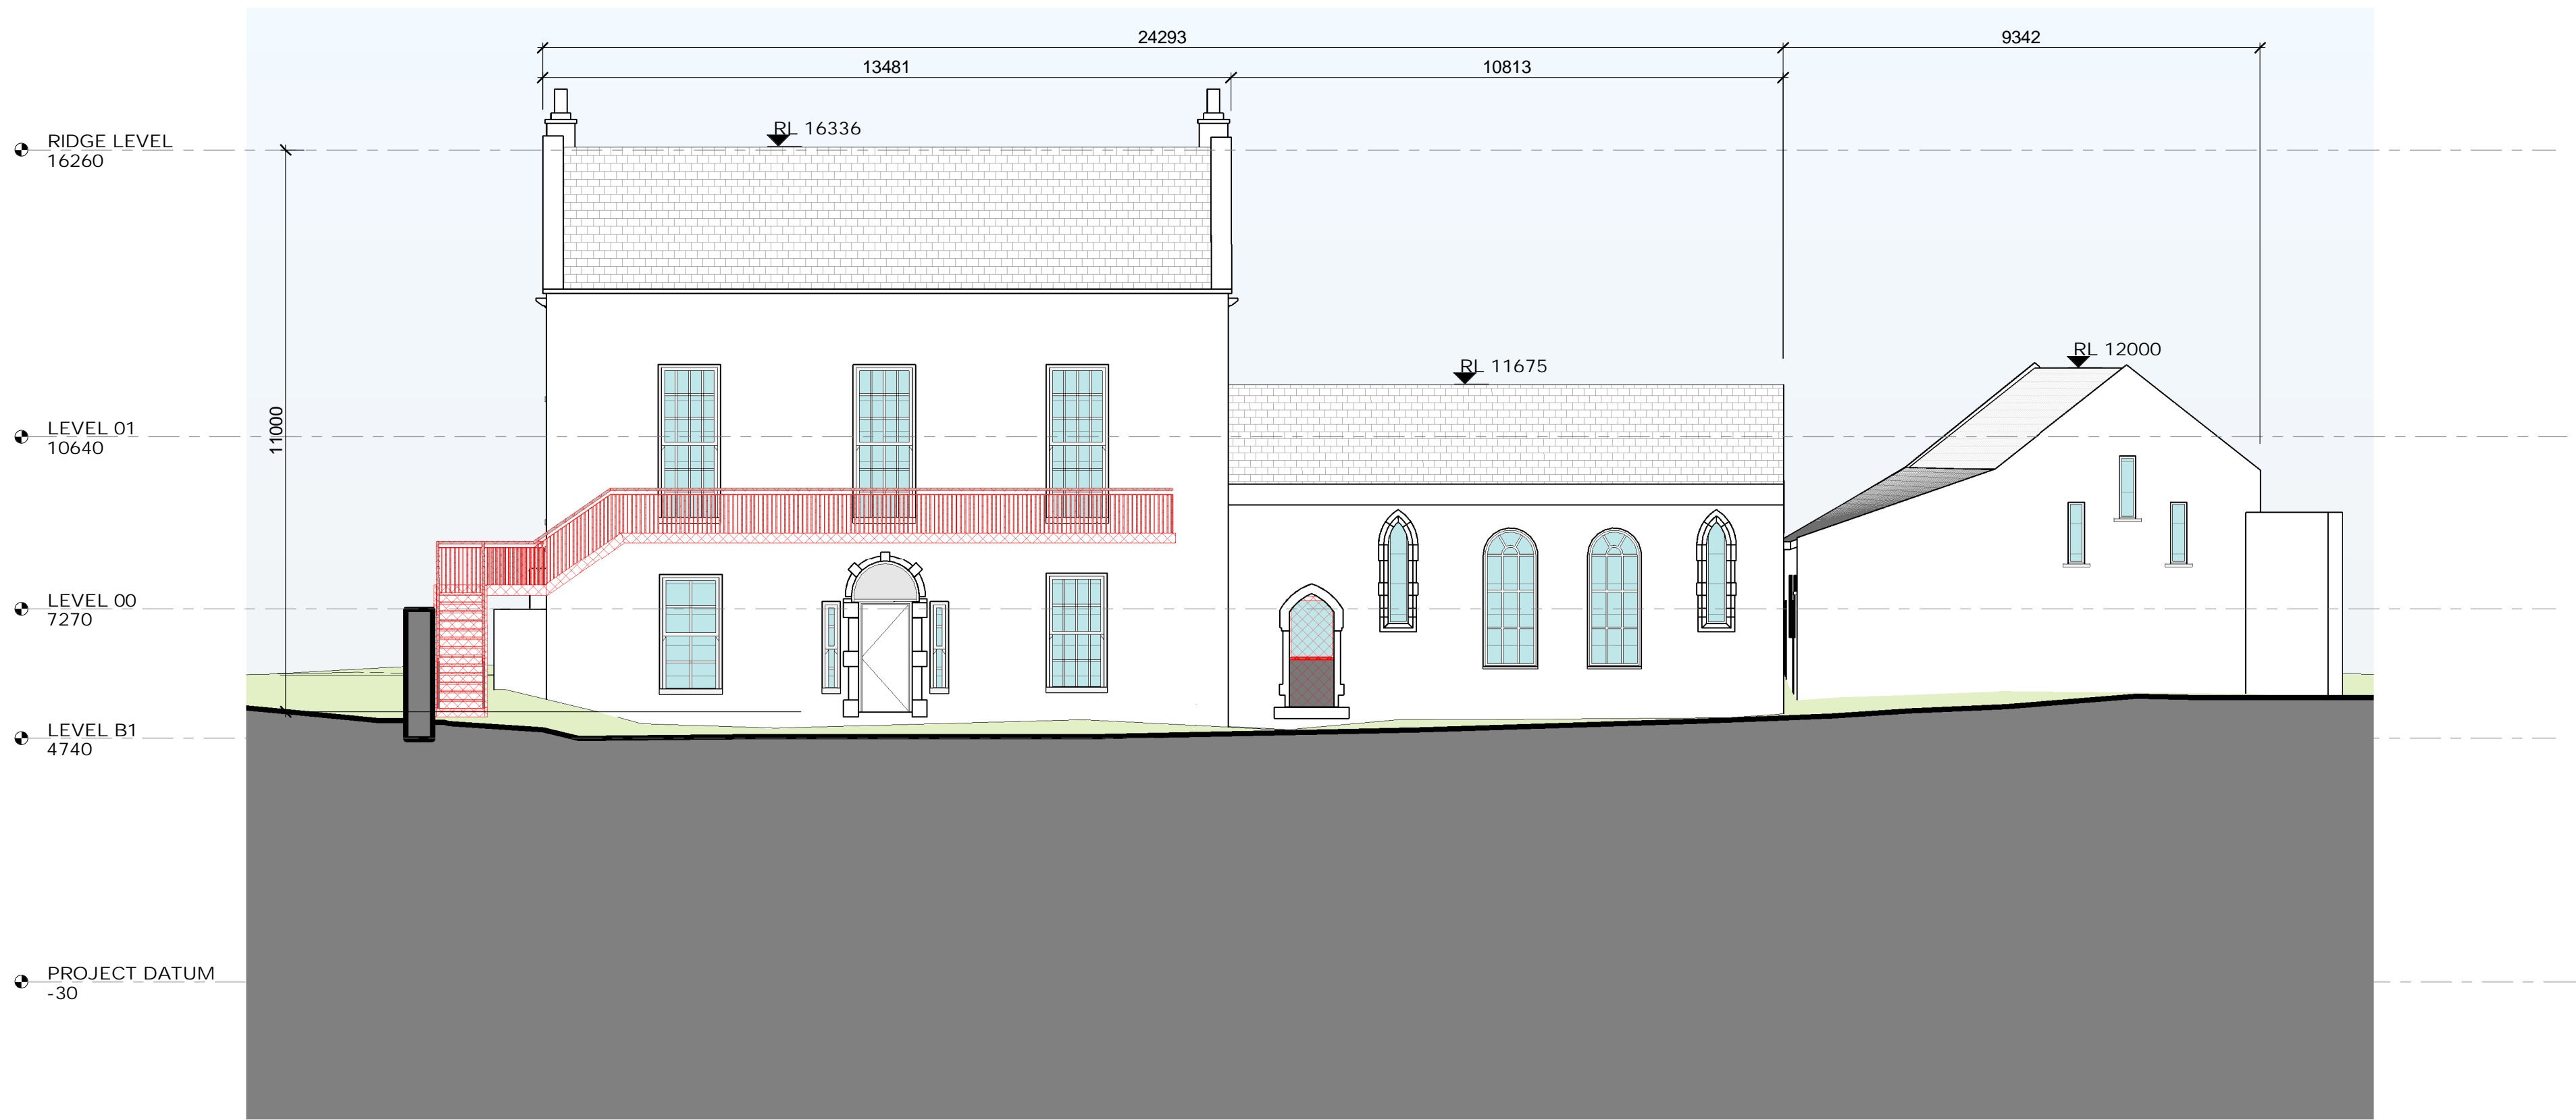 24293
9342
13481
10813
RL 16336
RIDGE LEVEL
16260
RL 12000
RL 11675
11000
LEVEL 01
10640
LEVEL 00
7270
LEVEL B1
4740
PROJECT DATUM
-30